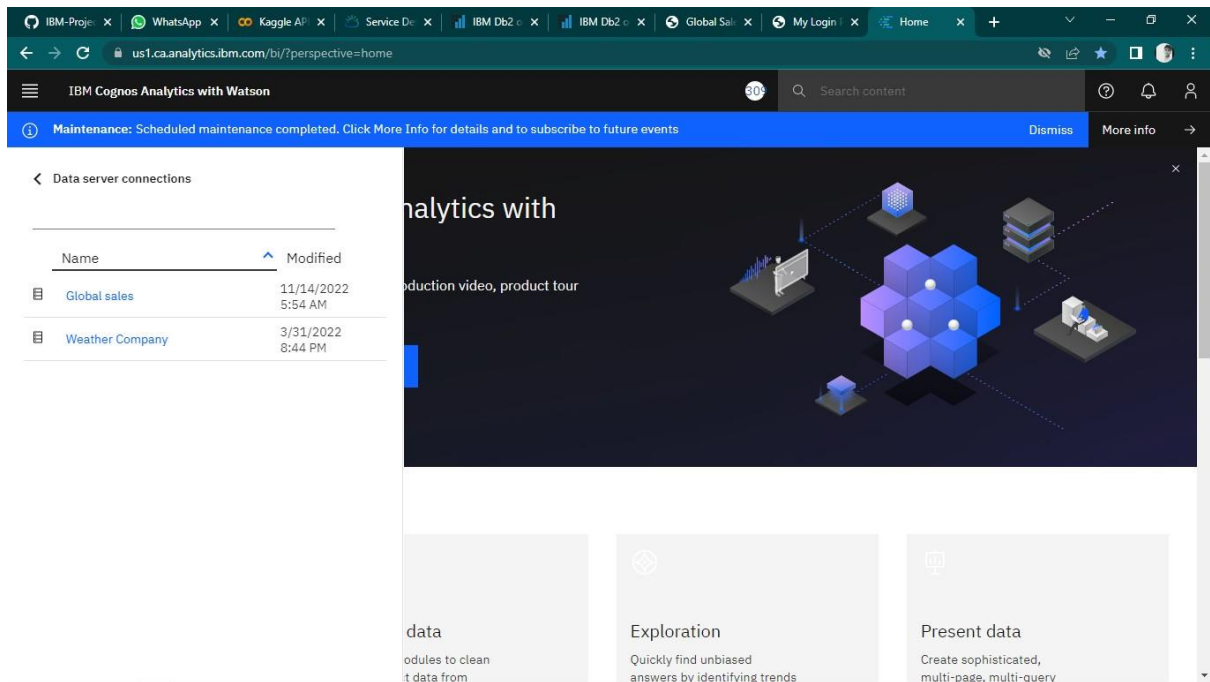 IBM-Projec
WhatsApp
Kaggle AP
Service De
IBM Db2 o
IBM Db2 o
Global Sale
My Login
Home
us1.ca.analytics.ibm.com/bi/?perspective=home
IBM Cognos Analytics with Watson
309
Search content
Maintenance: Scheduled maintenance completed. Click More Info for details and to subscribe to future events
Dismiss
More info
Data server connections
Name
Modified
Global sales
11/14/2022
5:54 AM
Weather Company
3/31/2022
8:44 PM
nalytics with
oduction video, product tour
data
odules to clean
t data from
Exploration
Quickly find unbiased
answers by identifying trends
Present data
Create sophisticated,
multi-page, multi-query